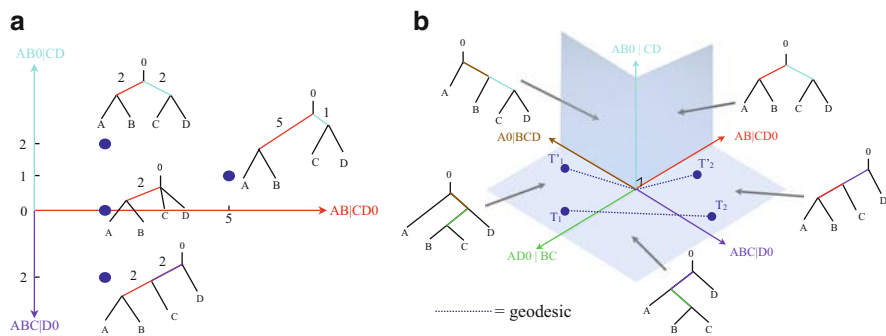 a
AB0|CD
0
2 2
A B C D
0
5 1
A B C D
2
1
0
2
2
A B C D
5
AB|CD0
0
2 2
A B C D
ABC|D0
b
AB0 | CD
0
A B C D
0
A B C D
A0|BCD
AB|CD0
T'1
T'2
0
A B C D
0
A B C D
T1
T2
AD0 | BC
ABC|D0
0
A B C D
= geodesic